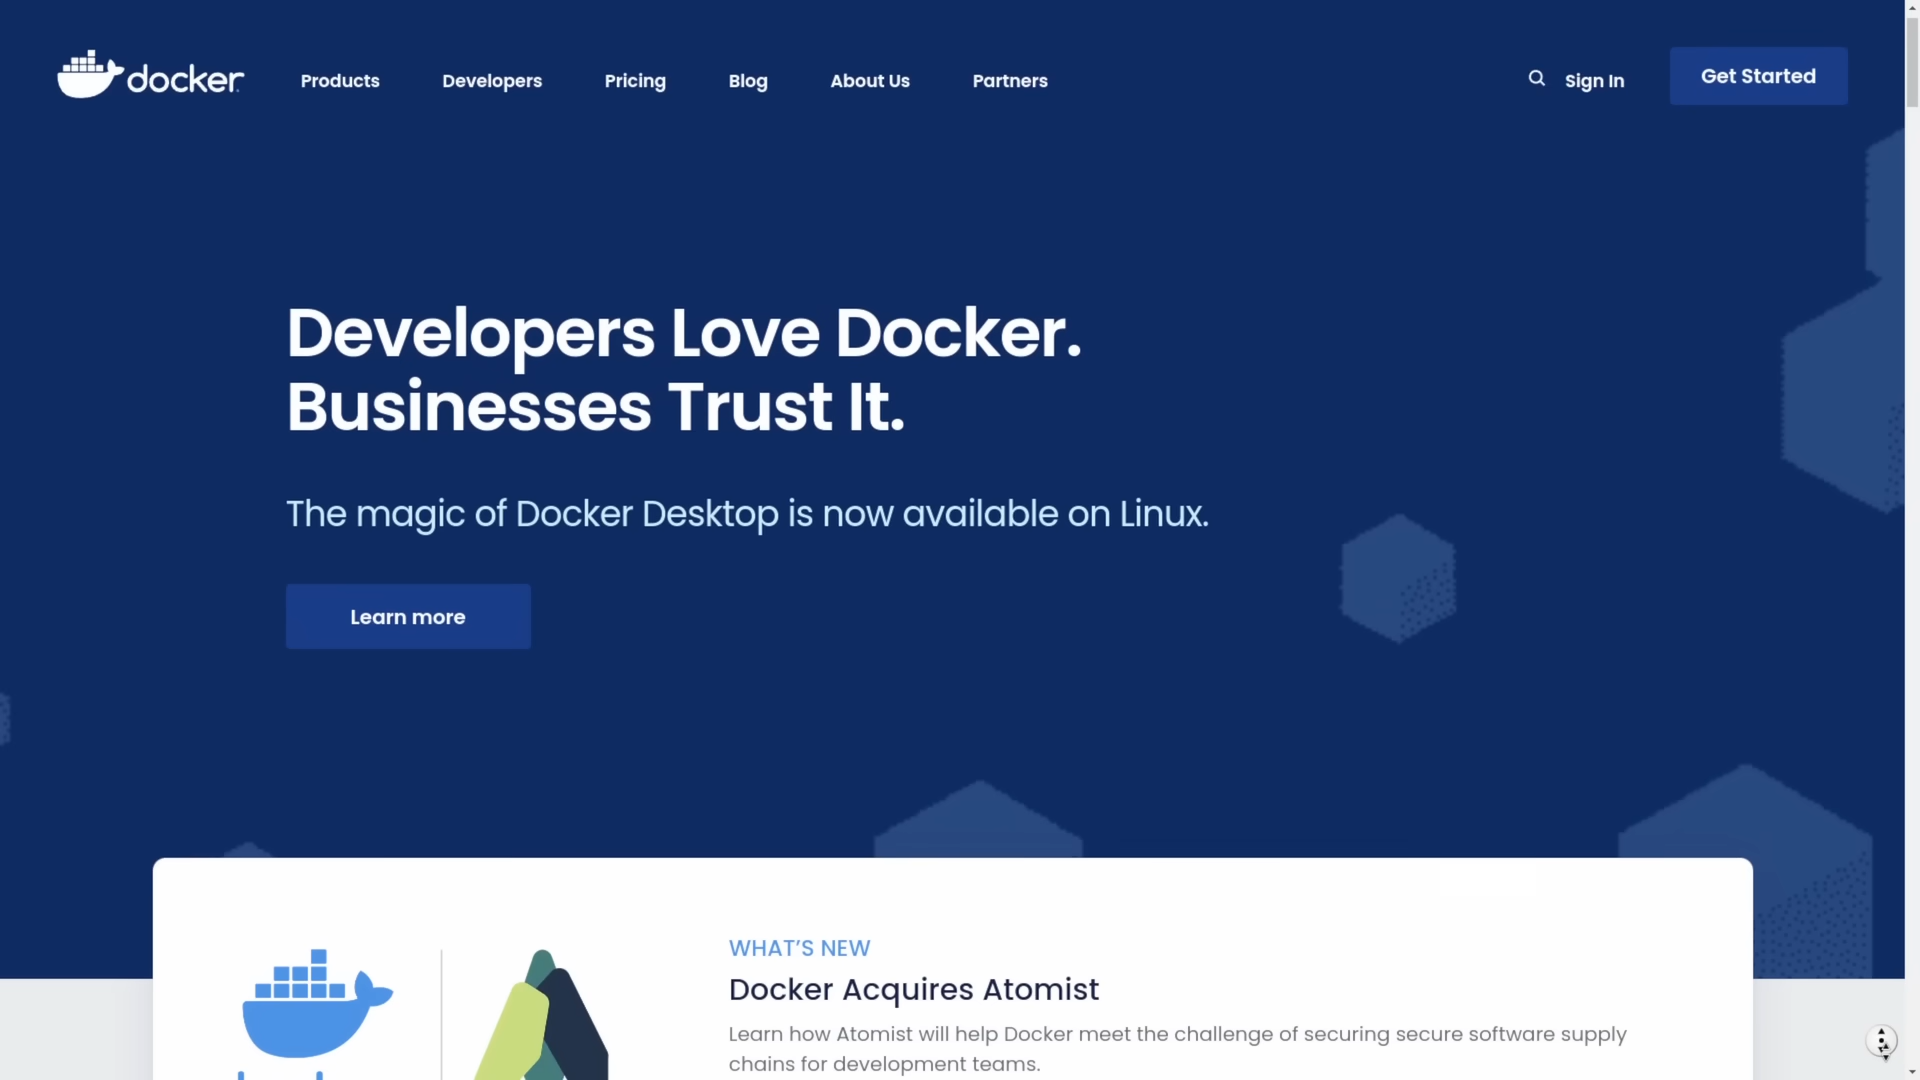 docker
Products
Developers
Pricing
Blog
About Us
Partners
Sign In
Get Started
Developers Love Docker.
Businesses Trust It.
The magic of Docker Desktop is now available on Linux.
Learn more
WHAT’S NEW
Docker Acquires Atomist
Learn how Atomist will help Docker meet the challenge of securing secure software supply
chains for development teams.